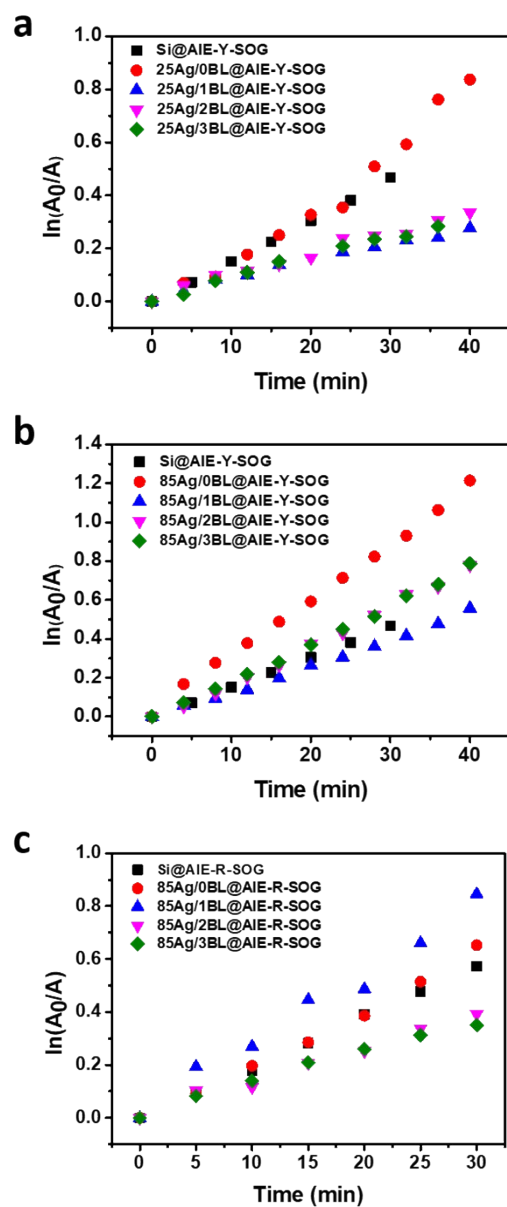 a
Si@AIE-Y-SOG
25Ag/0BL@AIE-Y-SOG
25Ag/1BL@AIE-Y-SOG
25Ag/2BL@AIE-Y-SOG
25Ag/3BL@AIE-Y-SOG
ln(A0/A)
1.0
0.8
0.6
0.4
0.2
0.0
0 10 20 30 40
Time (min)
b
Si@AIE-Y-SOG
85Ag/0BL@AIE-Y-SOG
85Ag/1BL@AIE-Y-SOG
85Ag/2BL@AIE-Y-SOG
85Ag/3BL@AIE-Y-SOG
ln(A0/A)
1.4
1.2
1.0
0.8
0.6
0.4
0.2
0.0
0 10 20 30 40
Time (min)
c
Si@AIE-R-SOG
85Ag/0BL@AIE-R-SOG
85Ag/1BL@AIE-R-SOG
85Ag/2BL@AIE-R-SOG
85Ag/3BL@AIE-R-SOG
ln(A0/A)
1.0
0.8
0.6
0.4
0.2
0.0
0 5 10 15 20 25 30
Time (min)